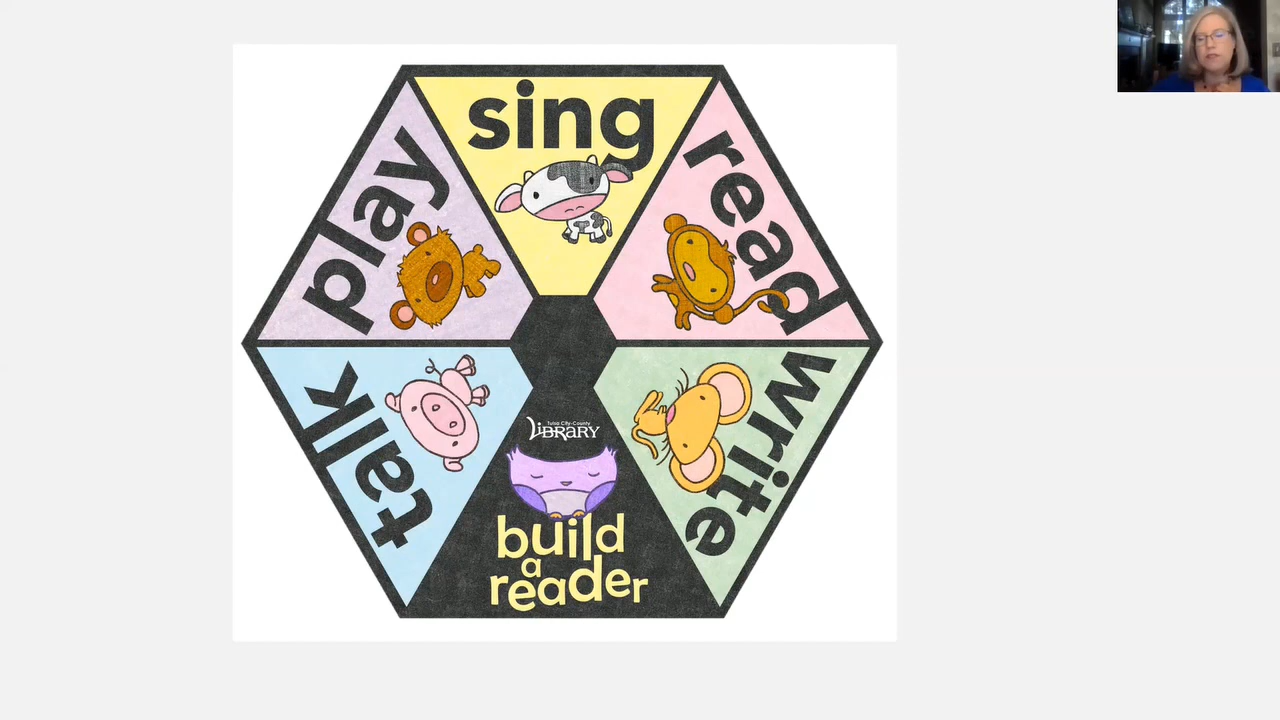 sing
read
write
play
talk
Tulsa City-County
LIBRARY
build
a
reader